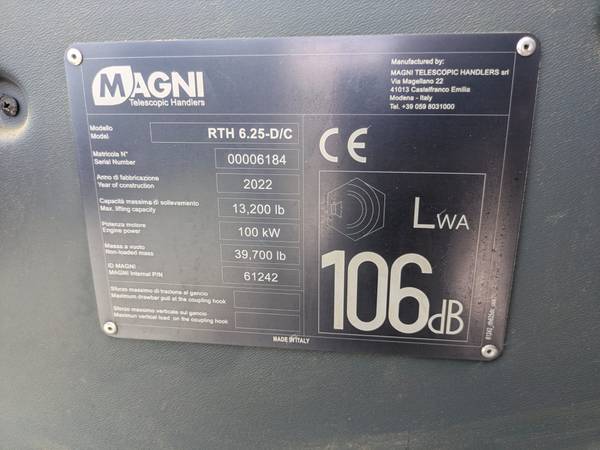 MAGNI
Telescopic Handlers
Manufactured by:
MAGNI TELESCOPIC HANDLERS srl
Via Magellano 22
41013 Castelfranco Emilia
Modena - Italy
Tel. +39 059 8031000
Modello
Model
RTH 6.25-D/C
Matricola N°
Serial Number
00006184
Anno di fabbricazione
Year of construction
2022
Capacità massima di sollevamento
Max. lifting capacity
13,200 lb
Potenza motore
Engine power
100 kW
Massa a vuoto
Non-loaded mass
39,700 lb
ID MAGNI
MAGNI Internal P/N
61242
Sforzo massimo di traciona al gancio
Maximum drawbar pull at the coupling hook
Sforzo massimo verticale sul gancio
Maximun vertical load on the coupling hook
CE
LWA
106dB
MADE IN ITALY